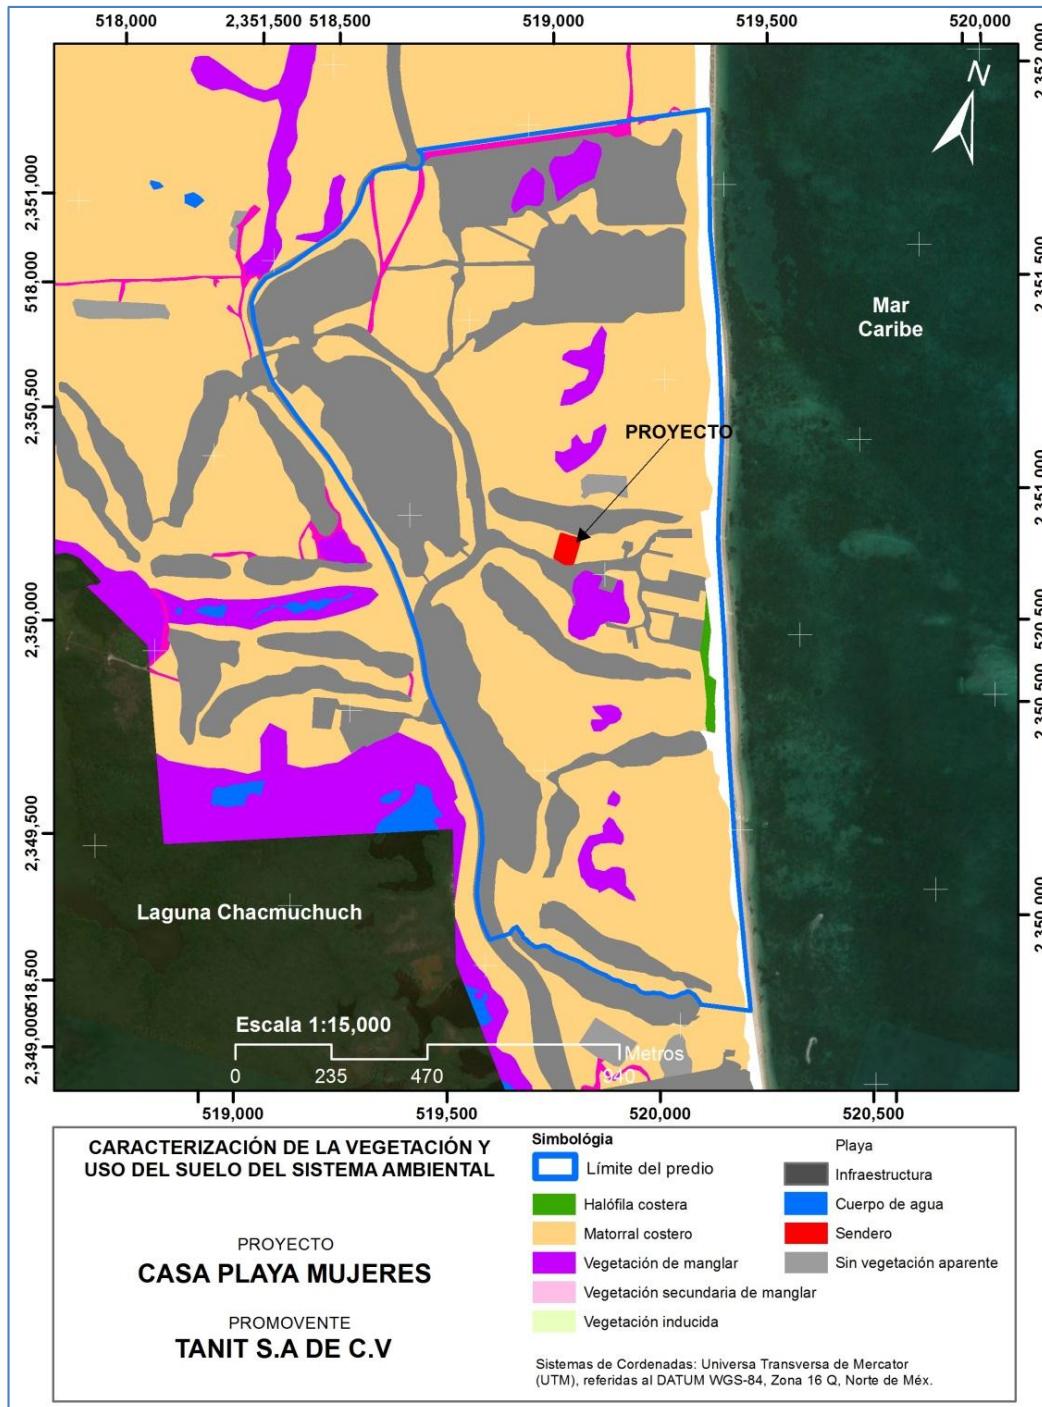 518,000
2,351,500
518,500
519,000
519,500
520,000
2,352,000
N
2,351,000
518,000
2,351,500
Mar
Caribe
2,350,500
PROYECTO
2,351,000
2,350,000
520,500
2,350,500
2,349,500
Laguna Chacmuchuch
2,350,000
518,500
2,349,000
Escala 1:15,000
Metros
0
235
470
940
519,000
519,500
520,000
520,500
CARACTERIZACIÓN DE LA VEGETACIÓN Y
USO DEL SUELO DEL SISTEMA AMBIENTAL
PROYECTO
CASA PLAYA MUJERES
PROMOVENTE
TANIT S.A DE C.V
Simbológia
Límite del predio
Halófila costera
Matorral costero
Vegetación de manglar
Vegetación secundaria de manglar
Vegetación inducida
Playa
Infraestructura
Cuerpo de agua
Sendero
Sin vegetación aparente
Sistemas de Cordenadas: Universa Transversa de Mercator
(UTM), referidas al DATUM WGS-84, Zona 16 Q, Norte de Méx.